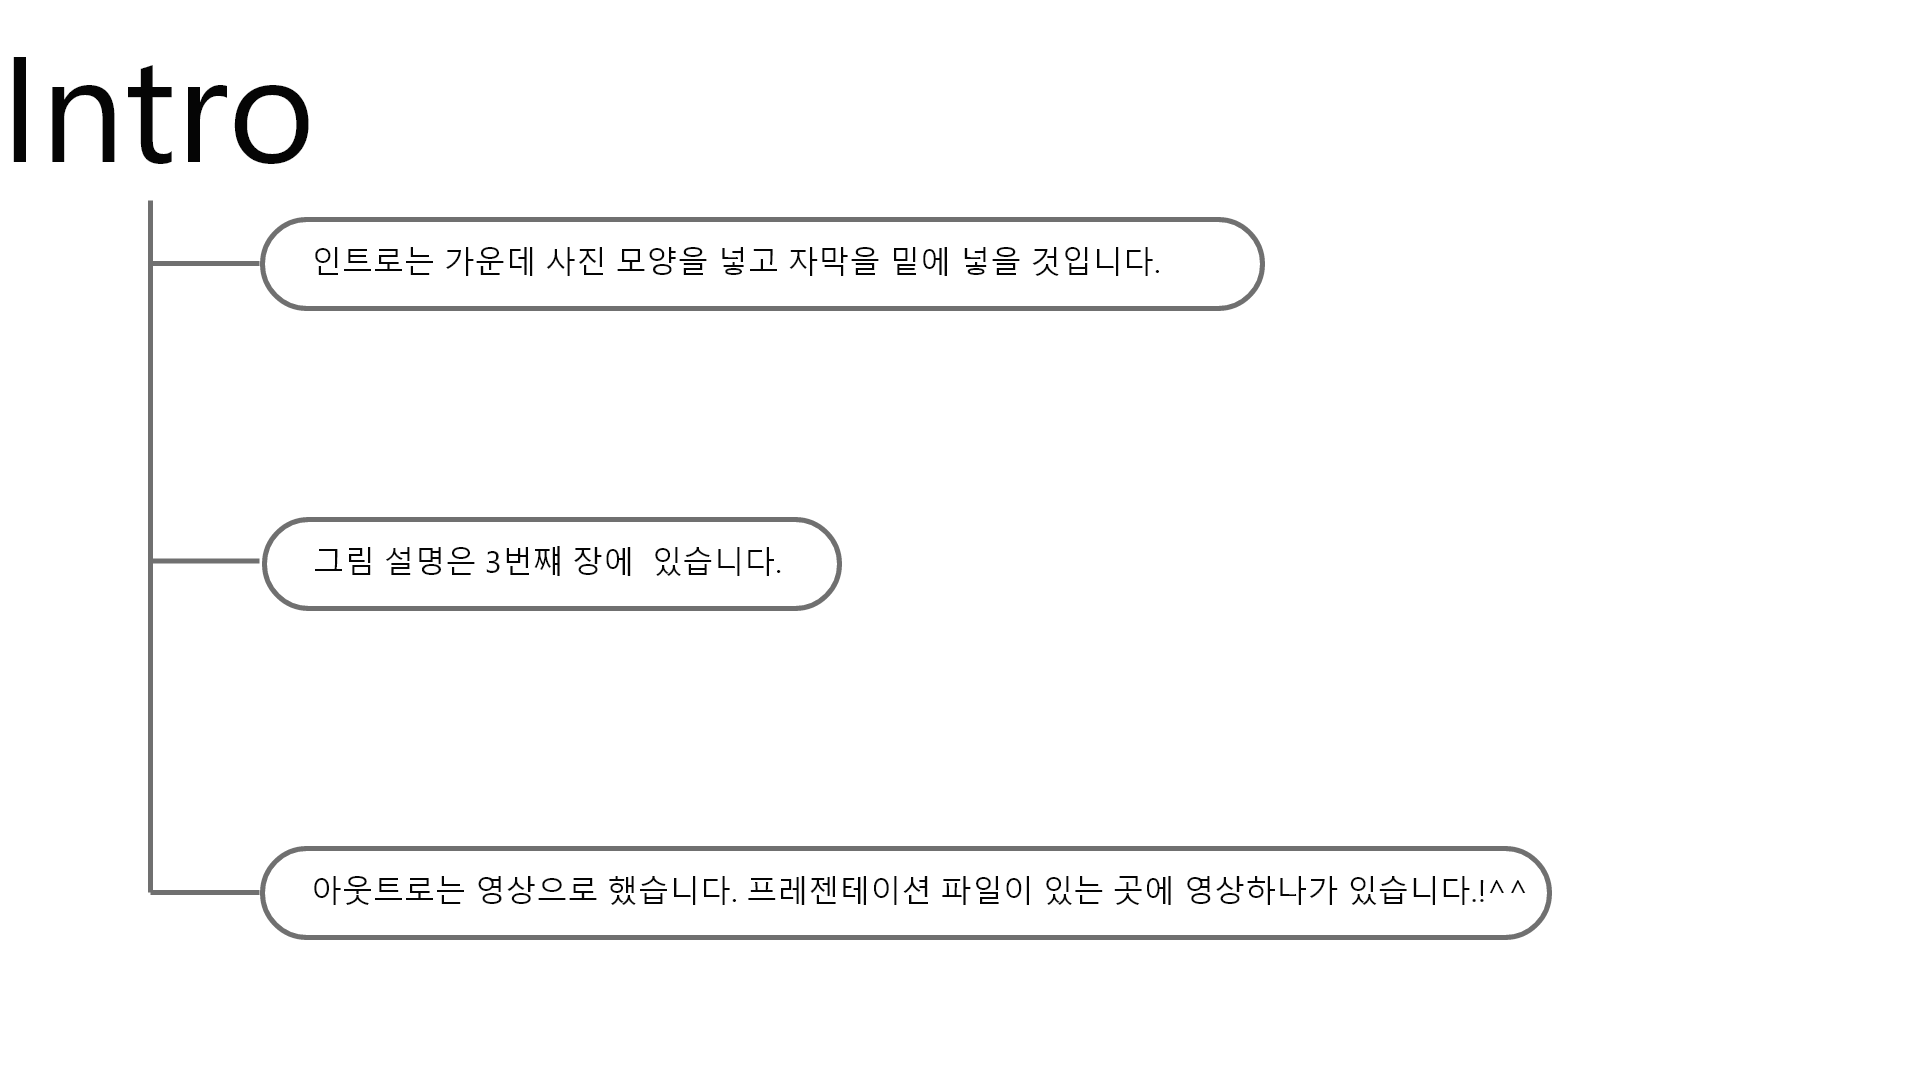 Intro
인트로는 가운데 사진 모양을 넣고 자막을 밑에 넣을 것입니다.
그림 설명은 3번쨰 장에  있습니다.
아웃트로는 영상으로 했습니다. 프레젠테이션 파일이 있는 곳에 영상하나가 있습니다.!^^